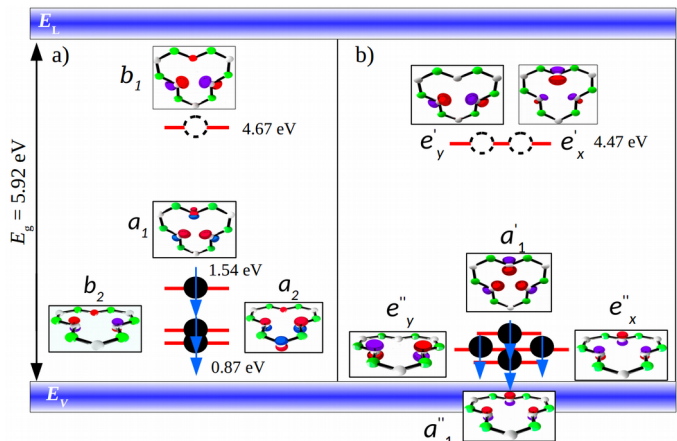 E_L
a)
b)
b_1
4.67 eV
e'_y
e'_x
4.47 eV
E_g = 5.92 eV
a_1
1.54 eV
a'_1
b_2
a_2
0.87 eV
e''_y
e''_x
E_V
a''_1